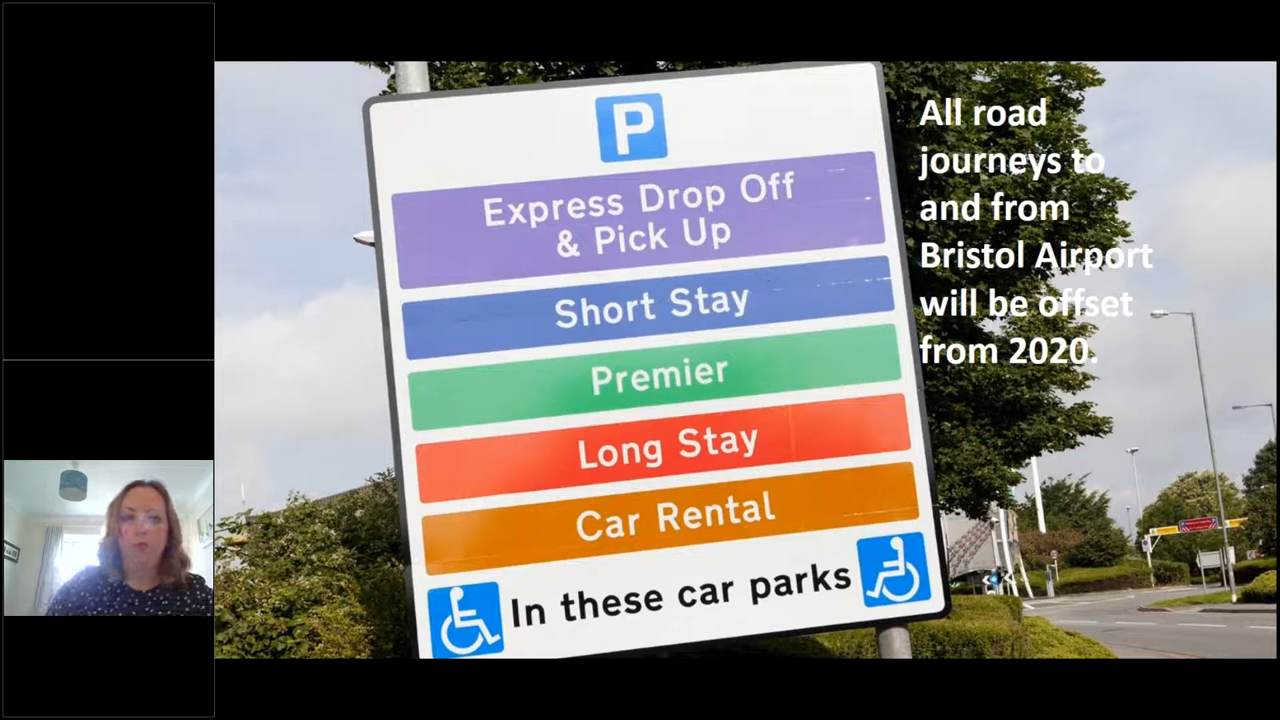 P
Express Drop Off
& Pick Up
Short Stay
Premier
Long Stay
Car Rental
In these car parks
All road
journeys to
and from
Bristol Airport
will be offset
from 2020.